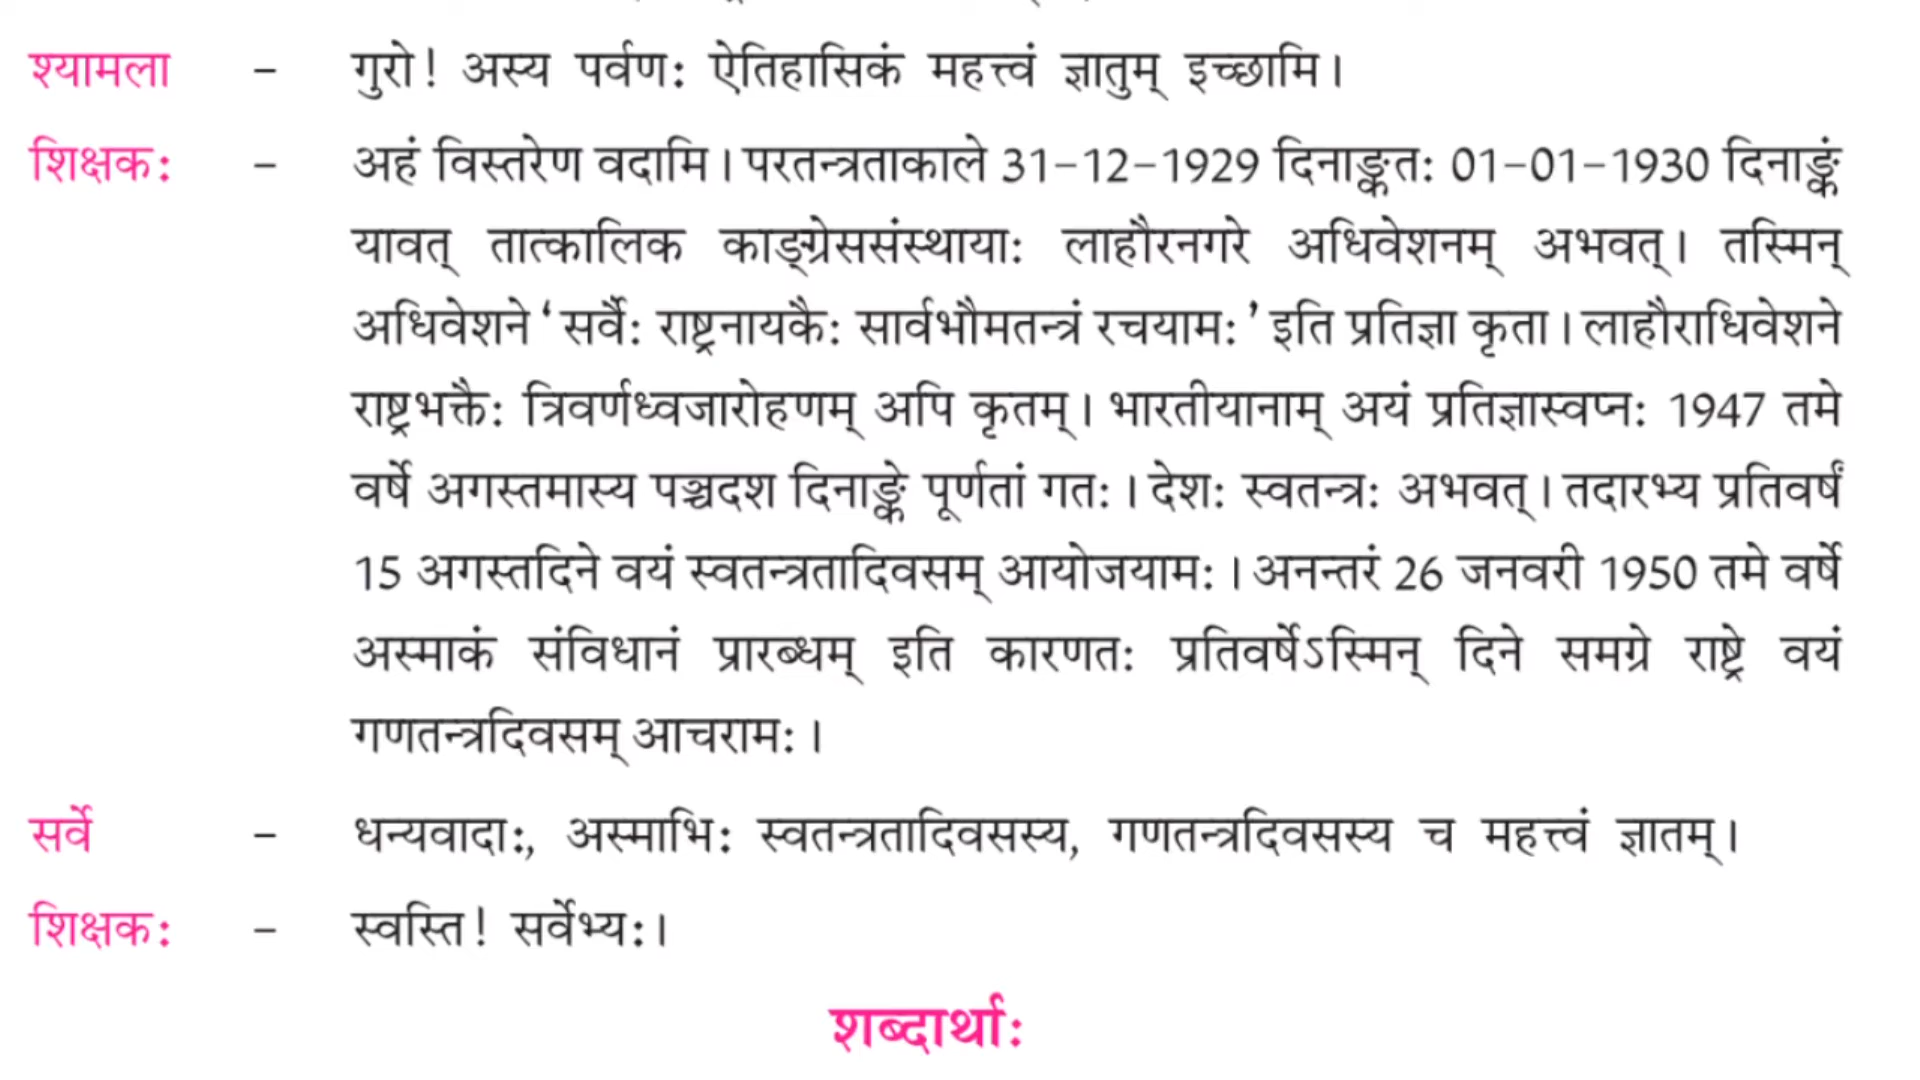 श्यामला – गुरो! अस्य पर्वणः ऐतिहासिकं महत्त्वं ज्ञातुम् इच्छामि।
शिक्षकः – अहं विस्तरेण वदामि। परतन्त्रताकाले 31-12-1929 दिनाङ्कतः 01-01-1930 दिनाङ्कं
यावत् तात्कालिक काङ्ग्रेससंस्थायाः लाहौरनगरे अधिवेशनम् अभवत्। तस्मिन्
अधिवेशने ‘सर्वैः राष्ट्रनायकैः सार्वभौमतन्त्रं रचयामः’ इति प्रतिज्ञा कृता। लाहौराधिवेशने
राष्ट्रभक्तैः त्रिवर्णध्वजारोहणम् अपि कृतम्। भारतीयानाम् अयं प्रतिज्ञास्वप्नः 1947 तमे
वर्षे अगस्तमास्य पञ्चदश दिनाङ्के पूर्णतां गतः। देशः स्वतन्त्रः अभवत्। तदारभ्य प्रतिवर्षं
15 अगस्तदिने वयं स्वतन्त्रतादिवसम् आयोजयामः। अनन्तरं 26 जनवरी 1950 तमे वर्षे
अस्माकं संविधानं प्रारब्धम् इति कारणतः प्रतिवर्षेऽस्मिन् दिने समग्रे राष्ट्रे वयं
गणतन्त्रदिवसम् आचरामः।
सर्वे – धन्यवादाः, अस्माभिः स्वतन्त्रतादिवसस्य, गणतन्त्रदिवसस्य च महत्त्वं ज्ञातम्।
शिक्षकः – स्वस्ति! सर्वेभ्यः।
शब्दार्थाः